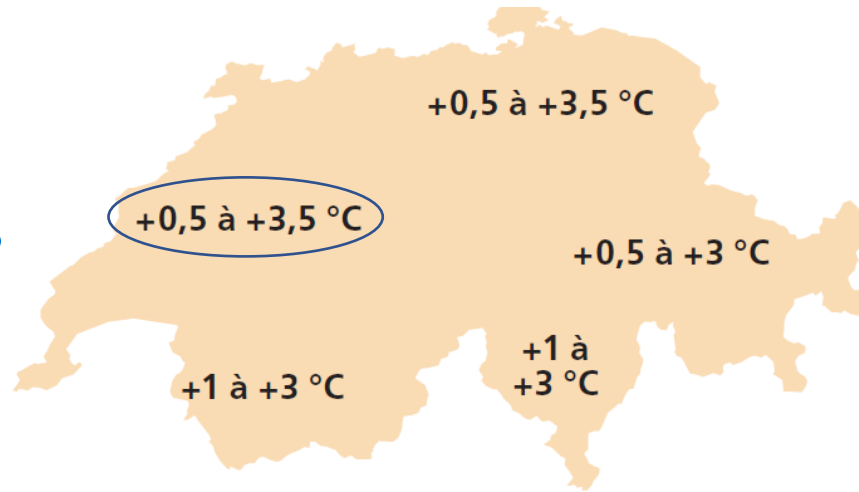 +0,5 à +3,5 °C
+0,5 à +3,5 °C
+0,5 à +3 °C
+1 à
+3 °C
+1 à +3 °C